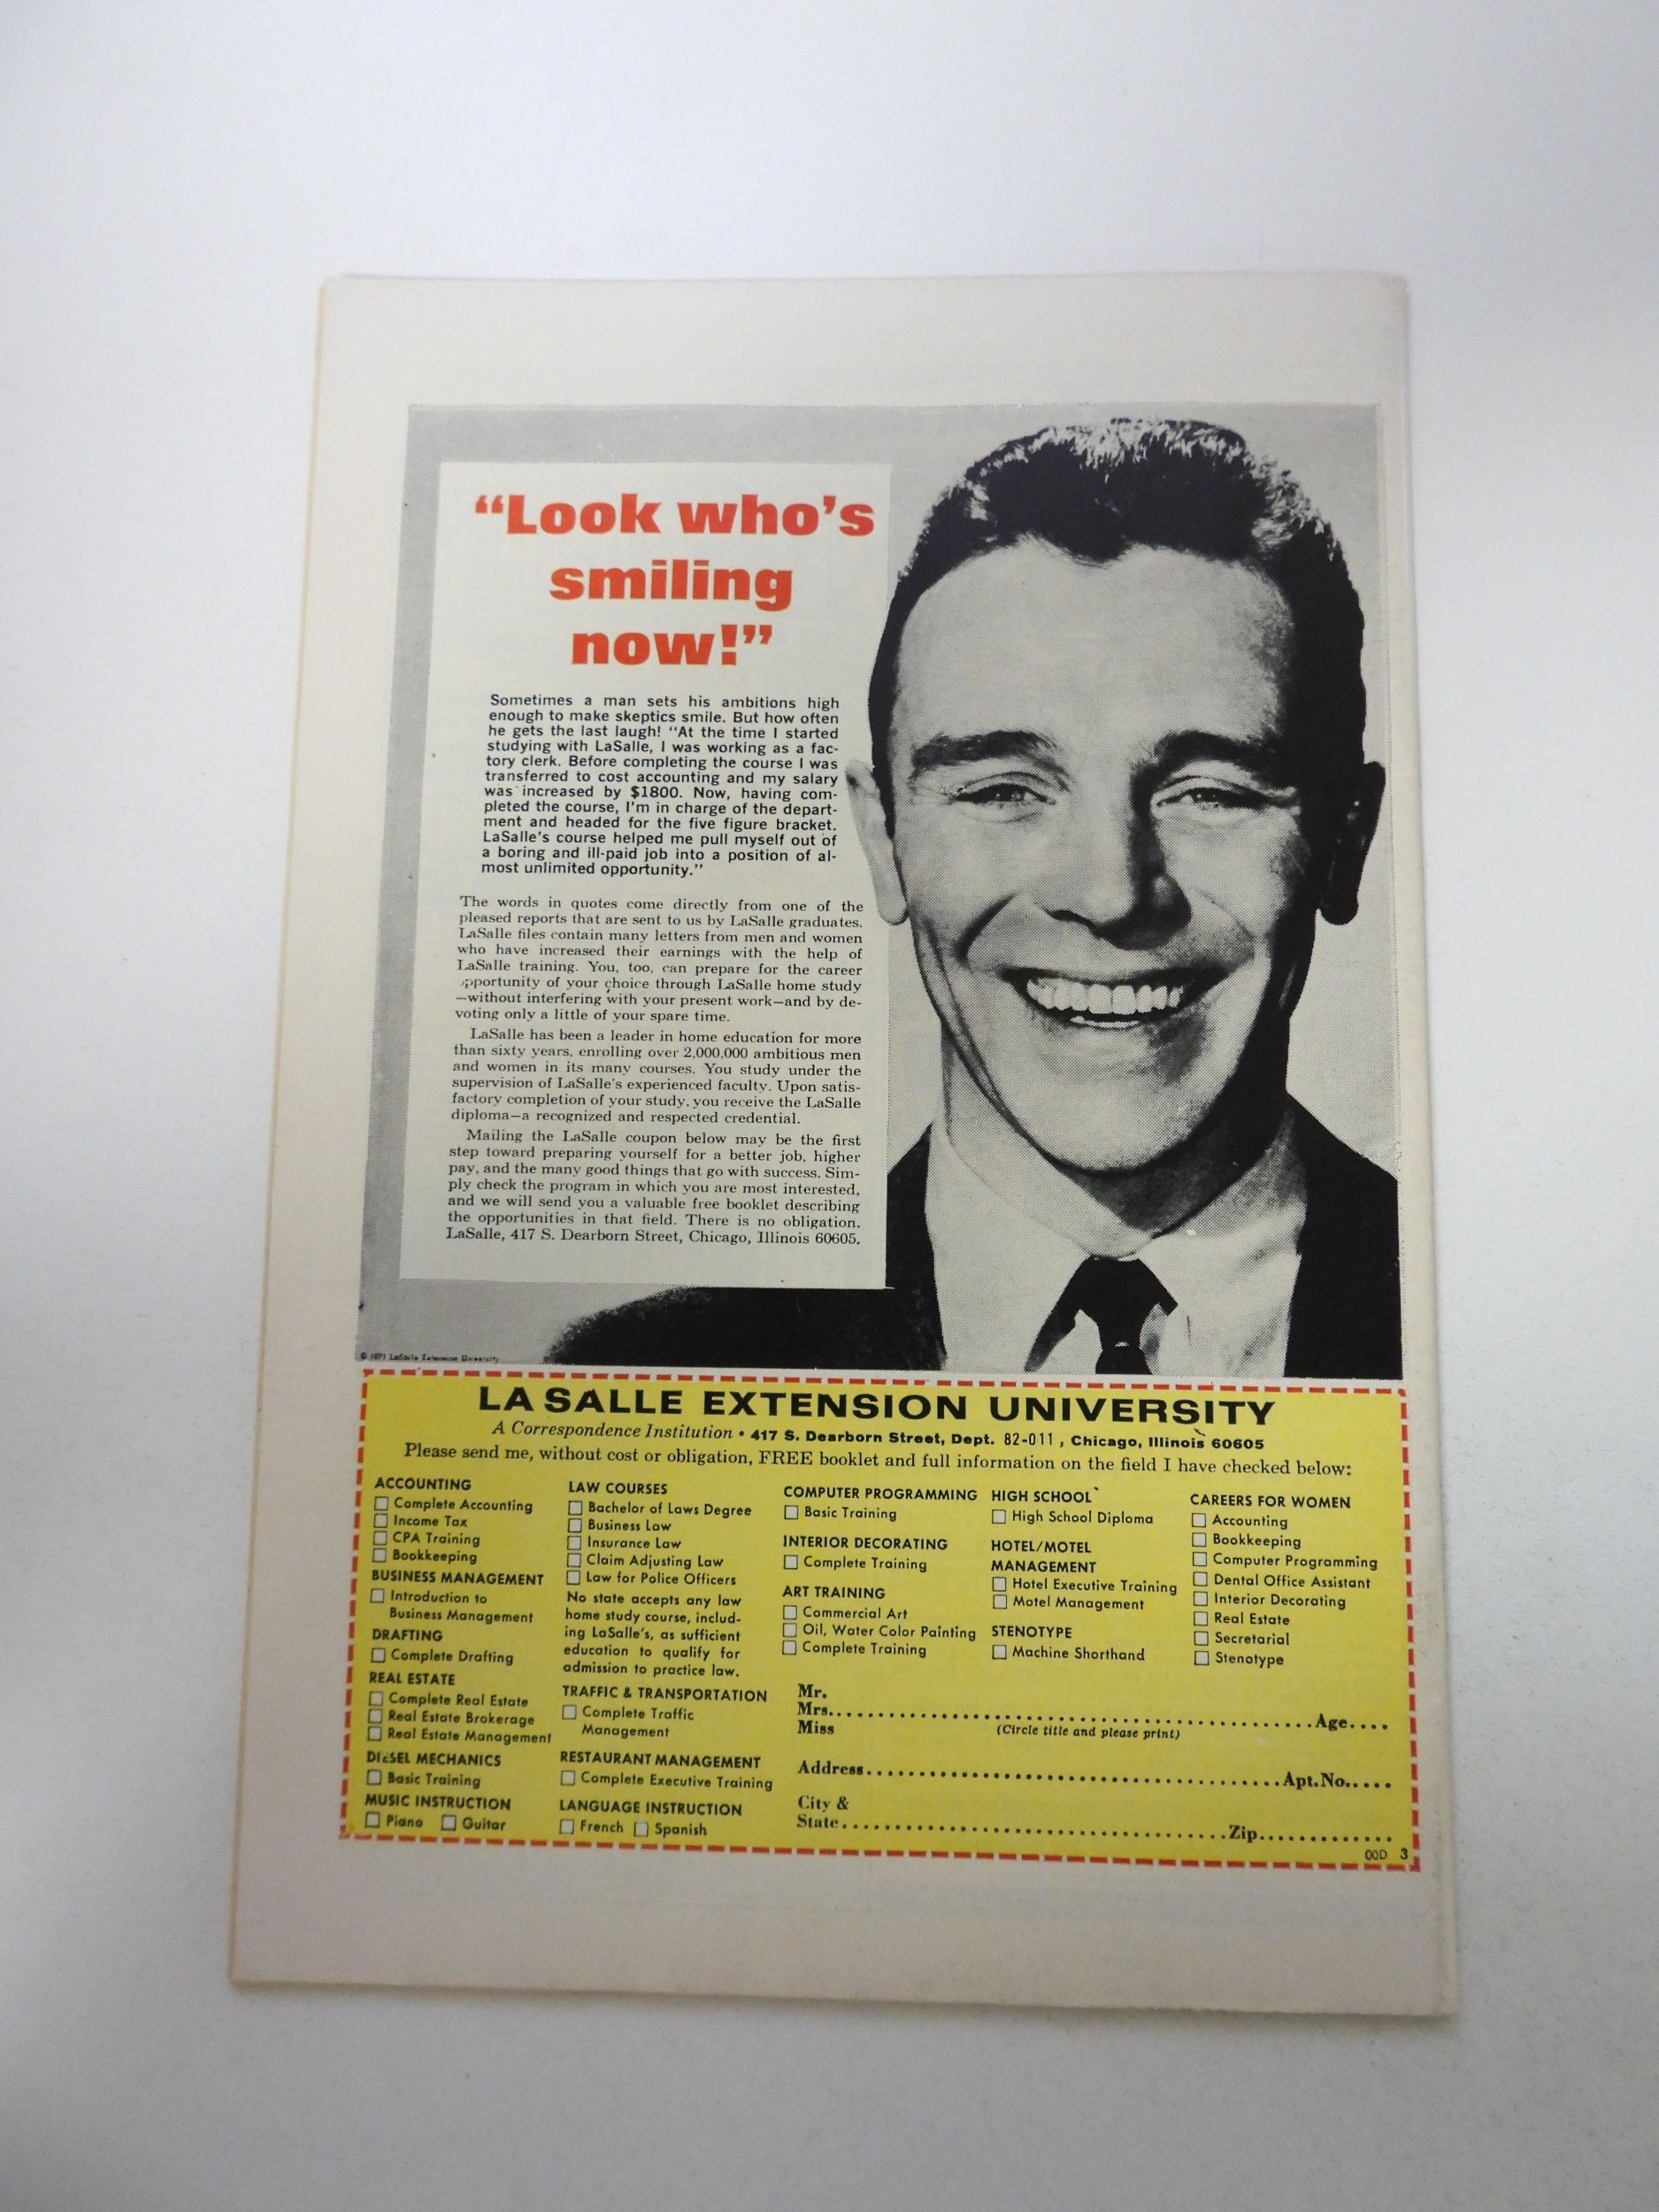 “Look who’s
smiling
now!”
Sometimes a man sets his ambitions high
enough to make skeptics smile. But how often
he gets the last laugh! “At the time I started
studying with LaSalle, I was working as a fac-
tory clerk. Before completing the course I was
transferred to cost accounting and my salary
was increased by $1800. Now, having com-
pleted the course, I’m in charge of the depart-
ment and headed for the five figure bracket.
LaSalle’s course helped me pull myself out of
a boring and ill-paid job into a position of al-
most unlimited opportunity.”
The words in quotes come directly from one of the
pleased reports that are sent to us by LaSalle graduates.
LaSalle files contain many letters from men and women
who have increased their earnings with the help of
LaSalle training. You, too, can prepare for the career
opportunity of your choice through LaSalle home study
—without interfering with your present work—and by de-
voting only a little of your spare time.
LaSalle has been a leader in home education for more
than sixty years, enrolling over 2,000,000 ambitious men
and women in its many courses. You study under the
supervision of LaSalle’s experienced faculty. Upon satis-
factory completion of your study, you receive the LaSalle
diploma—a recognized and respected credential.
Mailing the LaSalle coupon below may be the first
step toward preparing yourself for a better job, higher
pay, and the many good things that go with success. Sim-
ply check the program in which you are most interested,
and we will send you a valuable free booklet describing
the opportunities in that field. There is no obligation.
LaSalle, 417 S. Dearborn Street, Chicago, Illinois 60605.
© 1971 LaSalle Extension University
LA SALLE EXTENSION UNIVERSITY
A Correspondence Institution • 417 S. Dearborn Street, Dept. 82-011, Chicago, Illinois 60605
Please send me, without cost or obligation, FREE booklet and full information on the field I have checked below:
ACCOUNTING
Complete Accounting
Income Tax
CPA Training
Bookkeeping
BUSINESS MANAGEMENT
Introduction to
Business Management
DRAFTING
Complete Drafting
REAL ESTATE
Complete Real Estate
Real Estate Brokerage
Real Estate Management
DIESEL MECHANICS
Basic Training
MUSIC INSTRUCTION
Piano Guitar
LAW COURSES
Bachelor of Laws Degree
Business Law
Insurance Law
Claim Adjusting Law
Law for Police Officers
No state accepts any law
home study course, includ-
ing LaSalle’s, as sufficient
education to qualify for
admission to practice law.
TRAFFIC & TRANSPORTATION
Complete Traffic
Management
RESTAURANT MANAGEMENT
Complete Executive Training
LANGUAGE INSTRUCTION
French Spanish
COMPUTER PROGRAMMING
Basic Training
INTERIOR DECORATING
Complete Training
ART TRAINING
Commercial Art
Oil, Water Color Painting
Complete Training
HIGH SCHOOL
High School Diploma
HOTEL/MOTEL
MANAGEMENT
Hotel Executive Training
Motel Management
STENOTYPE
Machine Shorthand
CAREERS FOR WOMEN
Accounting
Bookkeeping
Computer Programming
Dental Office Assistant
Interior Decorating
Real Estate
Secretarial
Stenotype
Mr.
Mrs. Age
Miss (Circle title and please print)
Address Apt. No.
City &
State Zip
00D 3